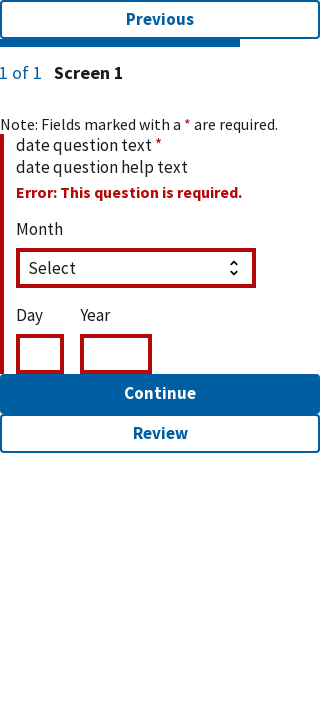 Previous
1 of 1 Screen 1
Note: Fields marked with a * are required.
date question text *
date question help text
Error: This question is required.
Month
Select
Day Year
Continue
Review